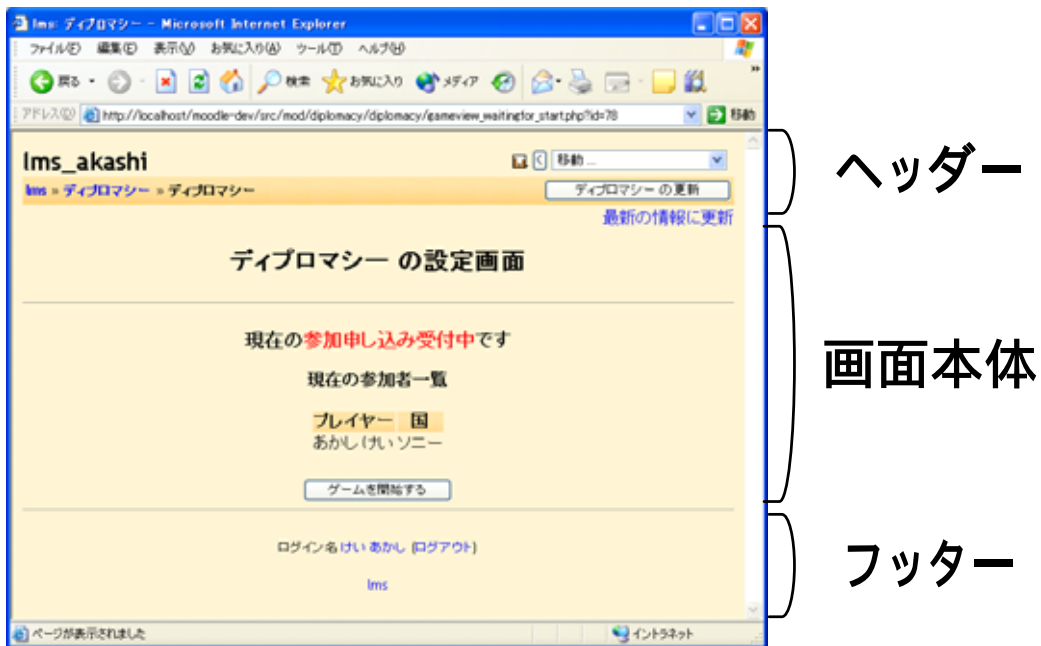 lms: ディプロマシー - Microsoft Internet Explorer
ファイル(F) 編集(E) 表示(V) お気に入り(A) ツール(T) ヘルプ(H)
戻る 検索 お気に入り メディア
アドレス(D) http://localhost/moodle-dev/src/mod/diplomacy/diplomacy/gameview_waitingfor_start.php?id=78 移動
lms_akashi 移動 ...
lms » ディプロマシー » ディプロマシー ディプロマシー の更新
最新の情報に更新
ディプロマシー の設定画面
現在の参加申し込み受付中です
現在の参加者一覧
プレイヤー 国
あかし けい ソニー
ゲームを開始する
ログイン名 けい あかし (ログアウト)
lms
ページが表示されました イントラネット
ヘッダー
画面本体
フッター